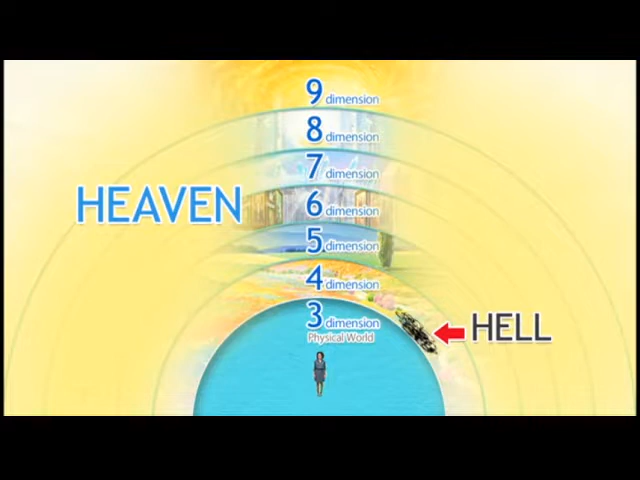 9 dimension
8 dimension
7 dimension
HEAVEN
6 dimension
5 dimension
4 dimension
3 dimension
HELL
Physical World